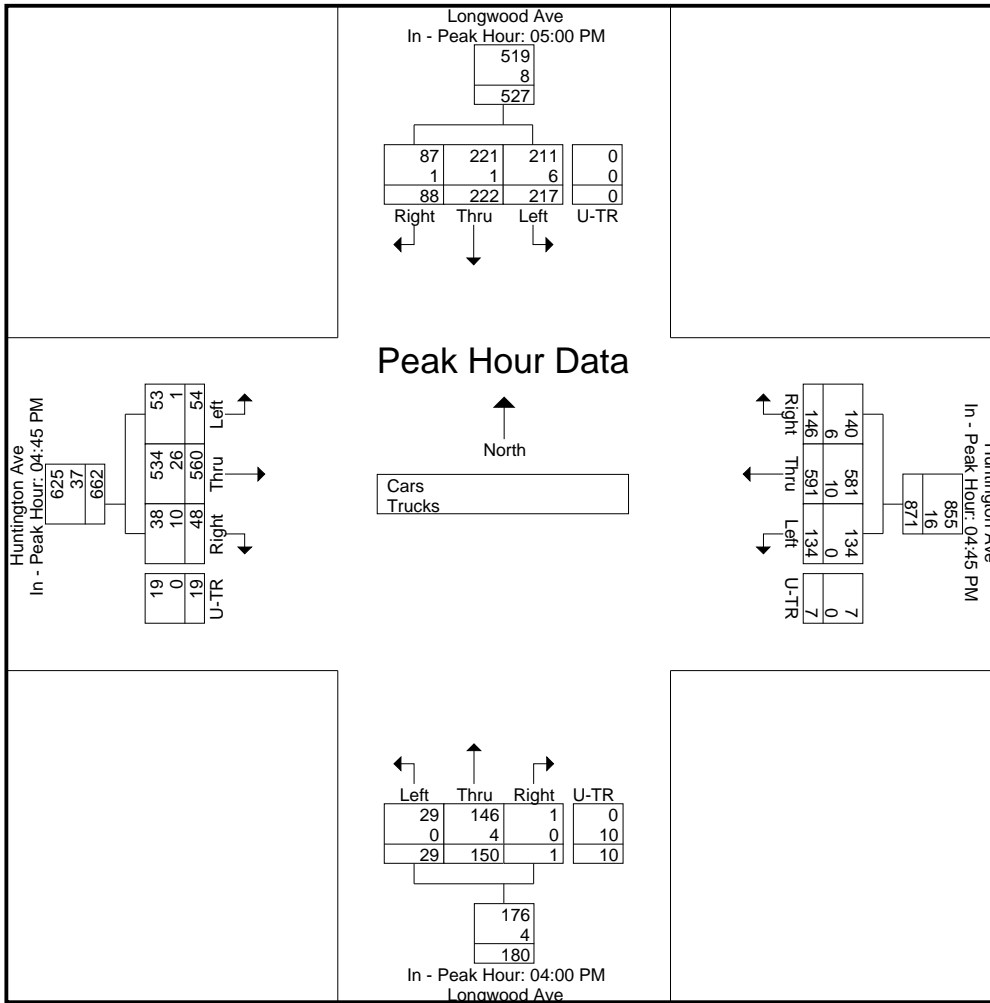 Longwood Ave
In - Peak Hour: 05:00 PM
519
8
527
87 221 211 0
1 1 6 0
88 222 217 0
Right Thru Left U-TR
Peak Hour Data
North
Cars
Trucks
Huntington Ave
In - Peak Hour: 04:45 PM
625
37
662
53 1 54 Left
534 26 560 Thru
38 10 48 Right
19 0 19 U-TR
Huntington Ave
In - Peak Hour: 04:45 PM
855
16
871
Right 146 6 140
Thru 591 10 581
Left 134 0 134
U-TR 7 0 7
Left Thru Right U-TR
29 146 1 0
0 4 0 10
29 150 1 10
176
4
180
In - Peak Hour: 04:00 PM
Longwood Ave